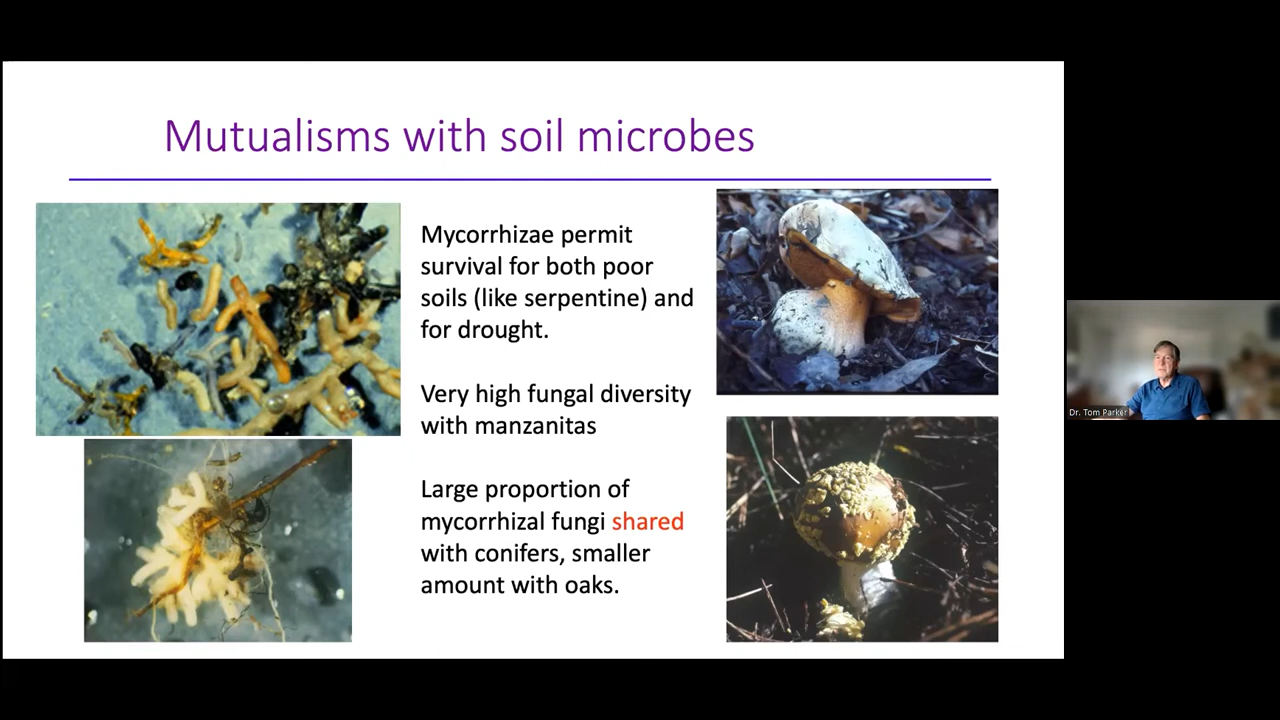 Mutualisms with soil microbes
Mycorrhizae permit
survival for both poor
soils (like serpentine) and
for drought.
Very high fungal diversity
with manzanitas
Large proportion of
mycorrhizal fungi shared
with conifers, smaller
amount with oaks.
Dr. Tom Parker